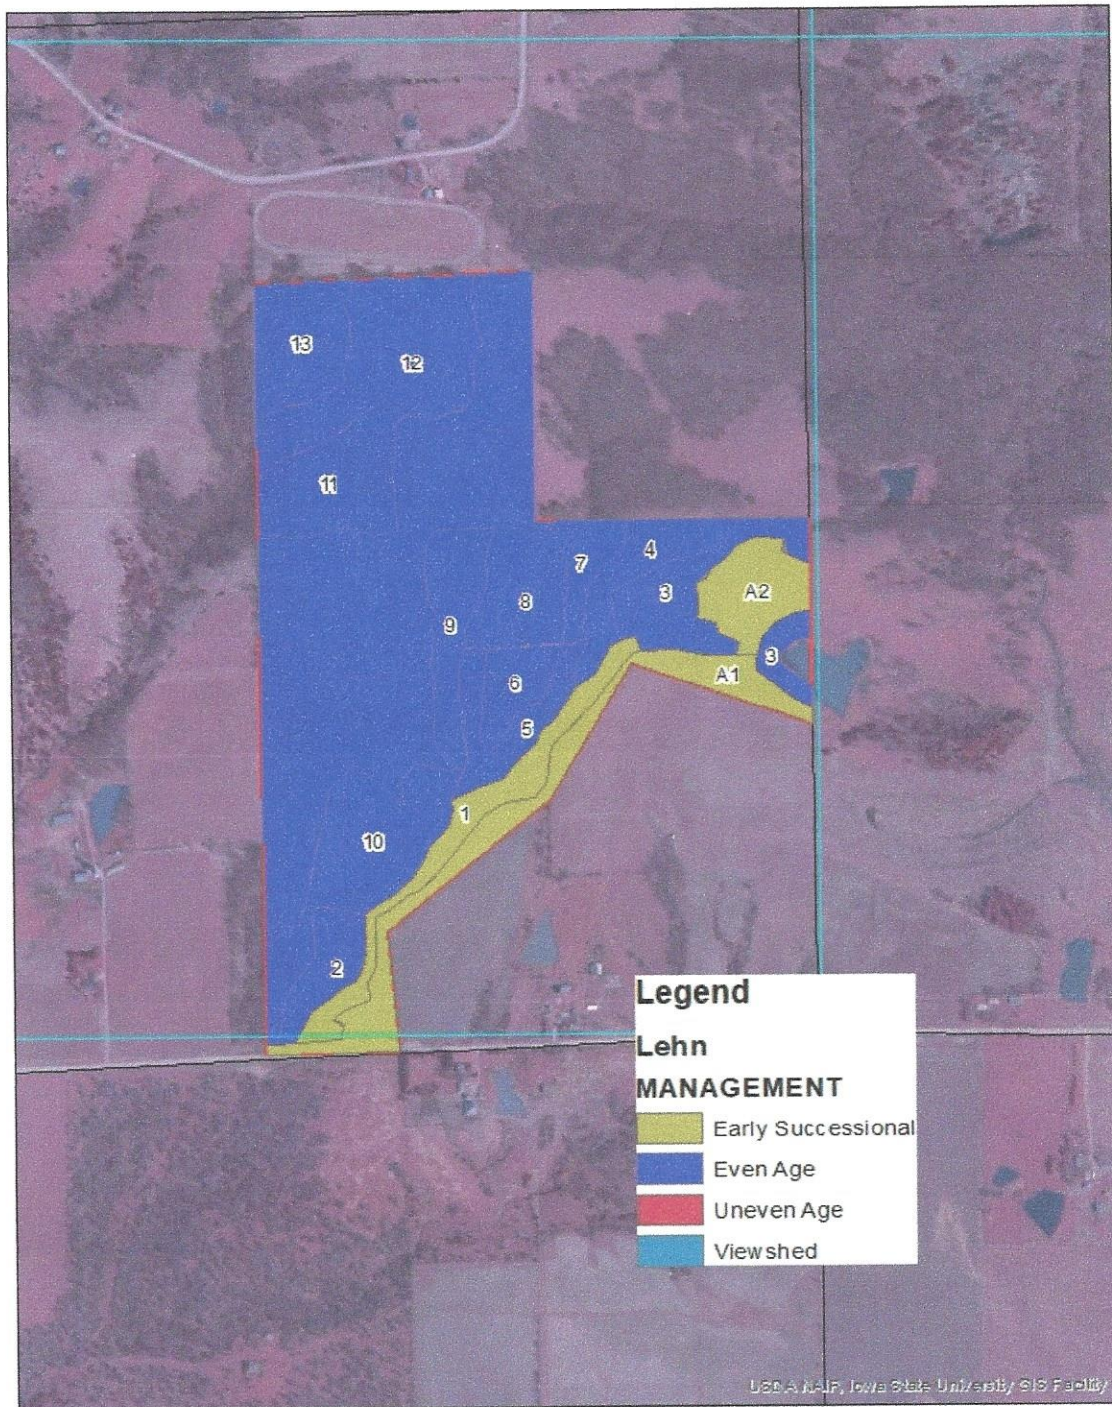 13
12
11
4
7
3
A2
8
9
3
A1
6
5
1
10
2
Legend
Lehn
MANAGEMENT
Early Successional
Even Age
Uneven Age
Viewshed
USDA NAIP, Iowa State University GIS Facility